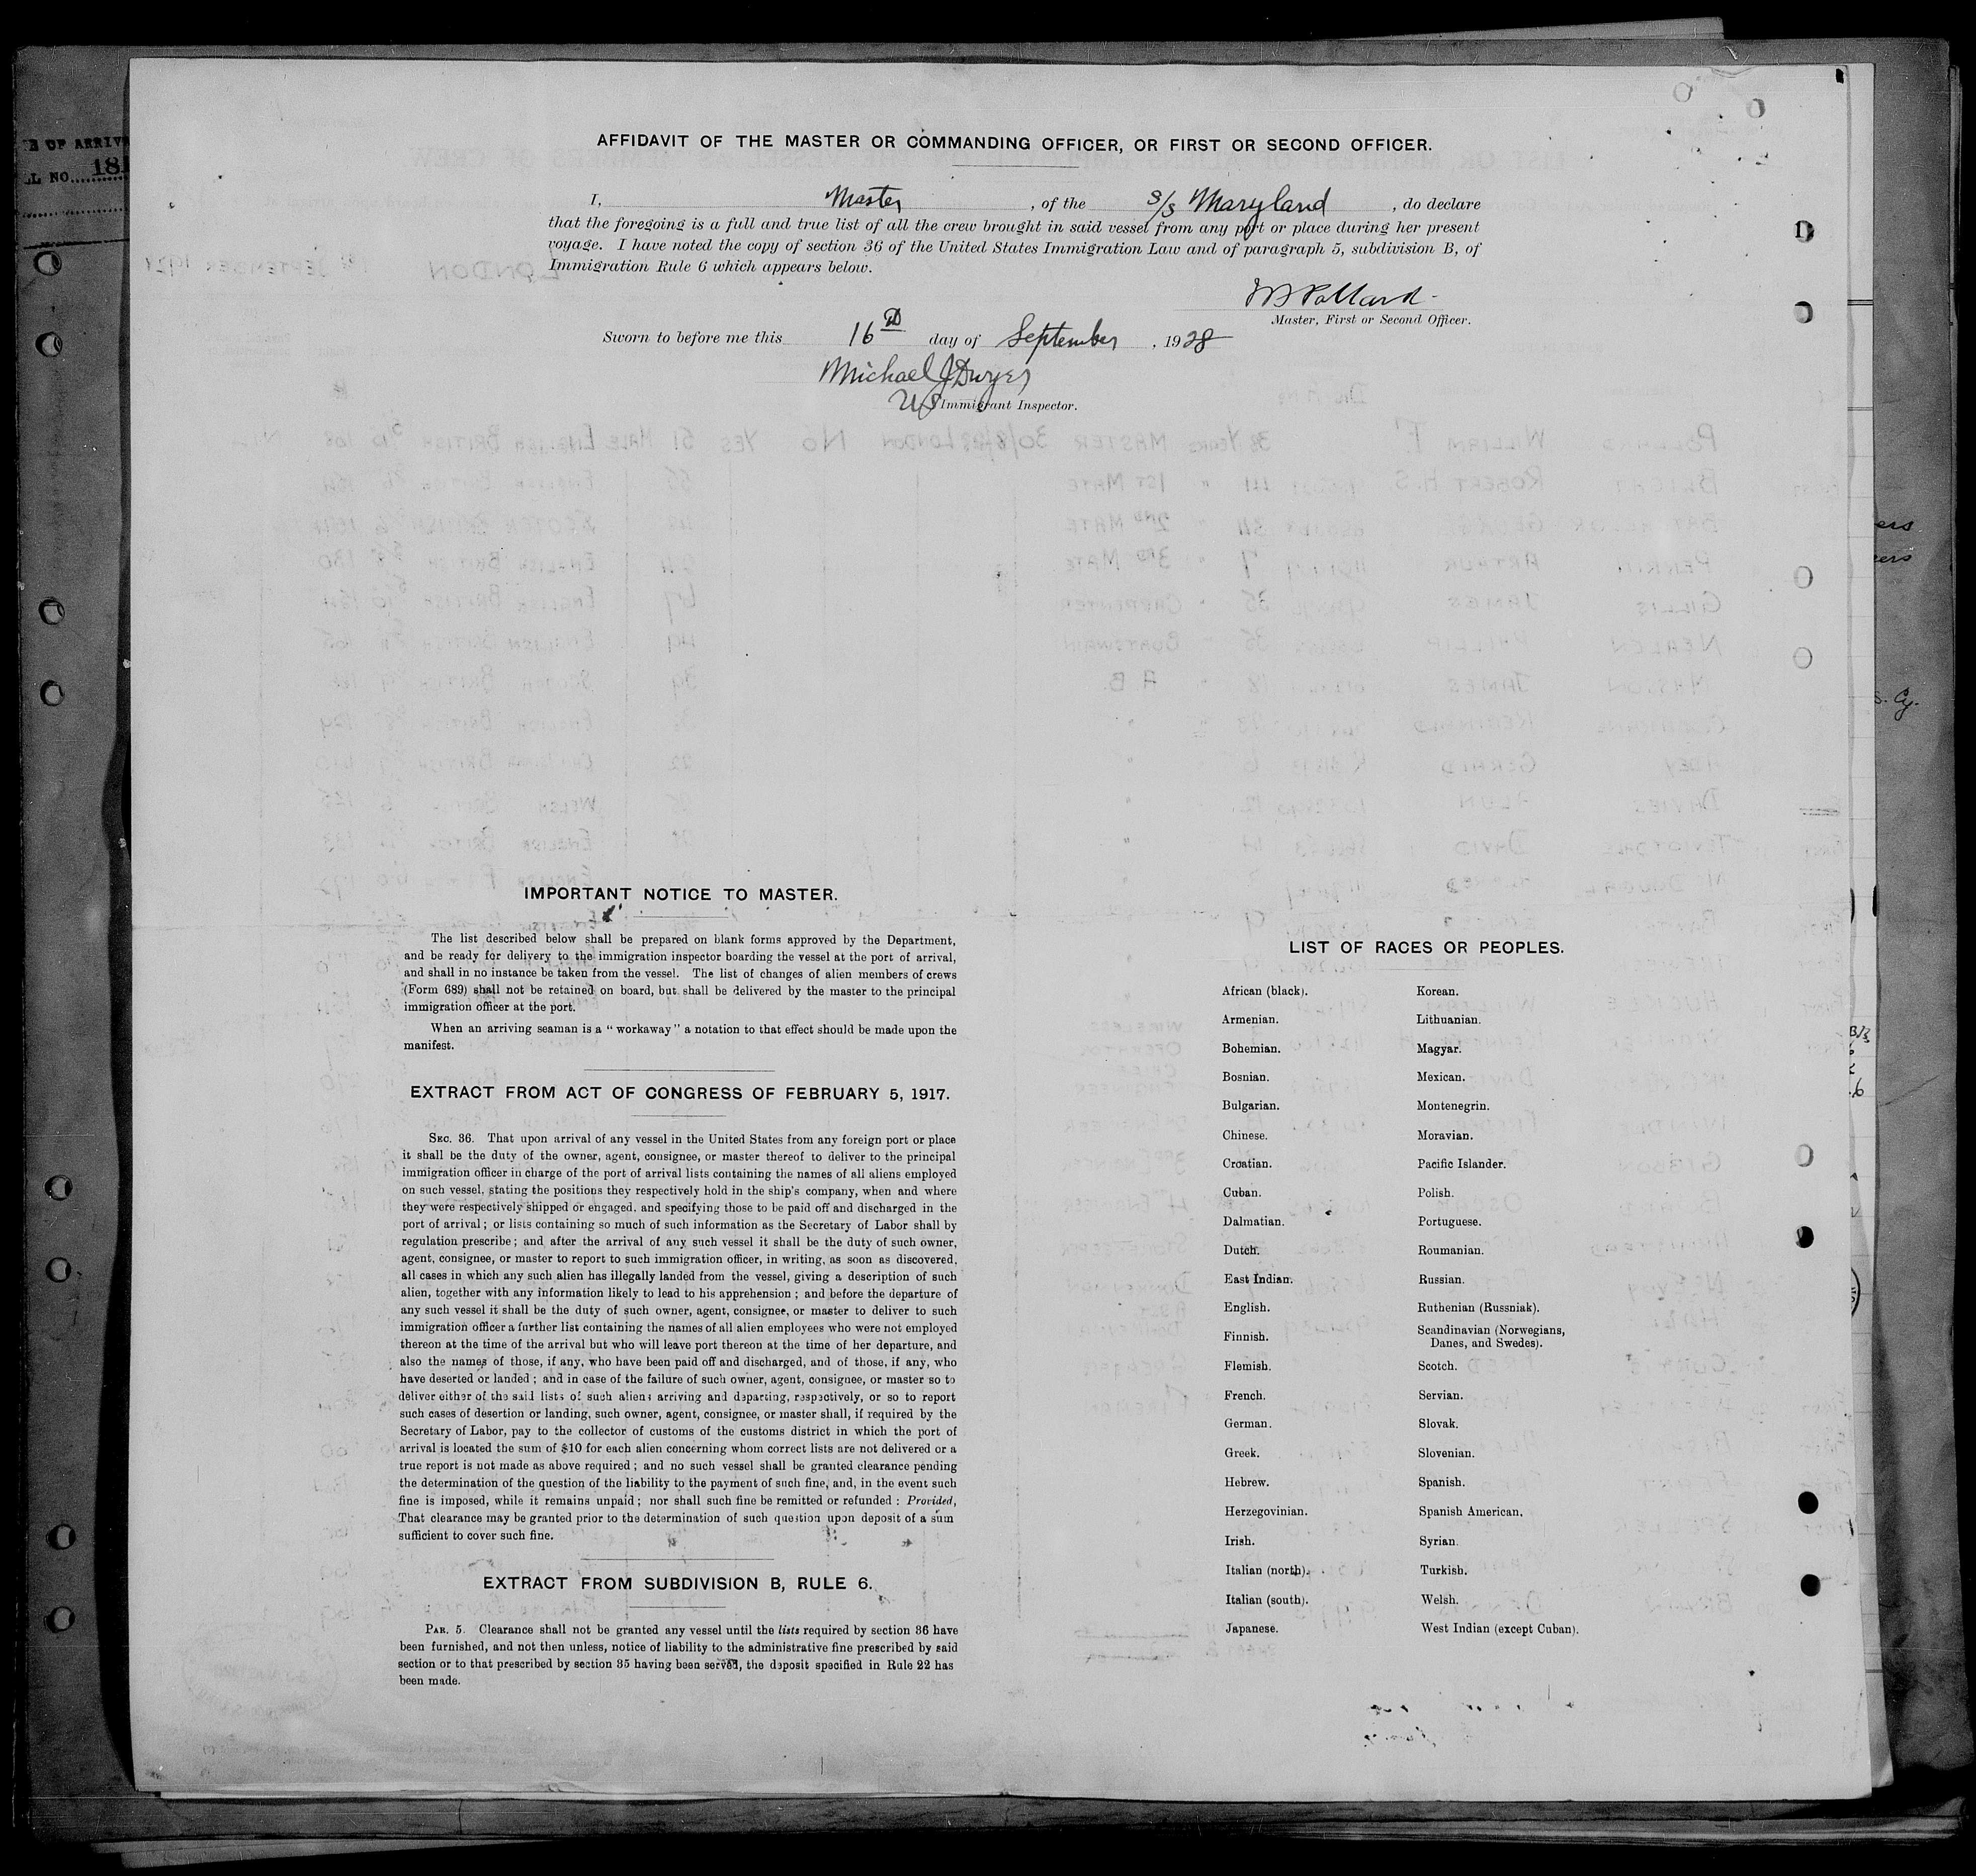 AFFIDAVIT OF THE MASTER OR COMMANDING OFFICER, OR FIRST OR SECOND OFFICER.
I, Master, of the S/S Maryland, do declare
that the foregoing is a full and true list of all the crew brought in said vessel from any port or place during her present
voyage. I have noted the copy of section 36 of the United States Immigration Law and of paragraph 5, subdivision B, of
Immigration Rule 6 which appears below.
Pollard
Master, First or Second Officer.
Sworn to before me this 16th day of September, 1928
Michael J Dwyer
US Immigrant Inspector.
IMPORTANT NOTICE TO MASTER.
The list described below shall be prepared on blank forms approved by the Department,
and be ready for delivery to the immigration inspector boarding the vessel at the port of arrival,
and shall in no instance be taken from the vessel. The list of changes of alien members of crews
(Form 689) shall not be retained on board, but shall be delivered by the master to the principal
immigration officer at the port.
When an arriving seaman is a "workaway" a notation to that effect should be made upon the
manifest.
EXTRACT FROM ACT OF CONGRESS OF FEBRUARY 5, 1917.
SEC. 36. That upon arrival of any vessel in the United States from any foreign port or place
it shall be the duty of the owner, agent, consignee, or master thereof to deliver to the principal
immigration officer in charge of the port of arrival lists containing the names of all aliens employed
on such vessel, stating the positions they respectively hold in the ship's company, when and where
they were respectively shipped or engaged, and specifying those to be paid off and discharged in the
port of arrival; or lists containing so much of such information as the Secretary of Labor shall by
regulation prescribe; and after the arrival of any such vessel it shall be the duty of such owner,
agent, consignee, or master to report to such immigration officer, in writing, as soon as discovered,
all cases in which any such alien has illegally landed from the vessel, giving a description of such
alien, together with any information likely to lead to his apprehension; and before the departure of
any such vessel it shall be the duty of such owner, agent, consignee, or master to deliver to such
immigration officer a further list containing the names of all alien employees who were not employed
thereon at the time of the arrival but who will leave port thereon at the time of her departure, and
also the names of those, if any, who have been paid off and discharged, and of those, if any, who
have deserted or landed; and in case of the failure of such owner, agent, consignee, or master so to
deliver either of the said lists of such aliens arriving and departing, respectively, or so to report
such cases of desertion or landing, such owner, agent, consignee, or master shall, if required by the
Secretary of Labor, pay to the collector of customs of the customs district in which the port of
arrival is located the sum of $10 for each alien concerning whom correct lists are not delivered or a
true report is not made as above required; and no such vessel shall be granted clearance pending
the determination of the question of the liability to the payment of such fine, and, in the event such
fine is imposed, while it remains unpaid; nor shall such fine be remitted or refunded: Provided,
That clearance may be granted prior to the determination of such question upon deposit of a sum
sufficient to cover such fine.
EXTRACT FROM SUBDIVISION B, RULE 6.
PAR. 5. Clearance shall not be granted any vessel until the lists required by section 36 have
been furnished, and not then unless, notice of liability to the administrative fine prescribed by said
section or to that prescribed by section 35 having been served, the deposit specified in Rule 22 has
been made.
LIST OF RACES OR PEOPLES.
African (black). Korean.
Armenian. Lithuanian.
Bohemian. Magyar.
Bosnian. Mexican.
Bulgarian. Montenegrin.
Chinese. Moravian.
Croatian. Pacific Islander.
Cuban. Polish.
Dalmatian. Portuguese.
Dutch. Roumanian.
East Indian. Russian.
English. Ruthenian (Russniak).
Finnish. Scandinavian (Norwegians,
Danes, and Swedes).
Flemish. Scotch.
French. Servian.
German. Slovak.
Greek. Slovenian.
Hebrew. Spanish.
Herzegovinian. Spanish American.
Irish. Syrian.
Italian (north). Turkish.
Italian (south). Welsh.
Japanese. West Indian (except Cuban).